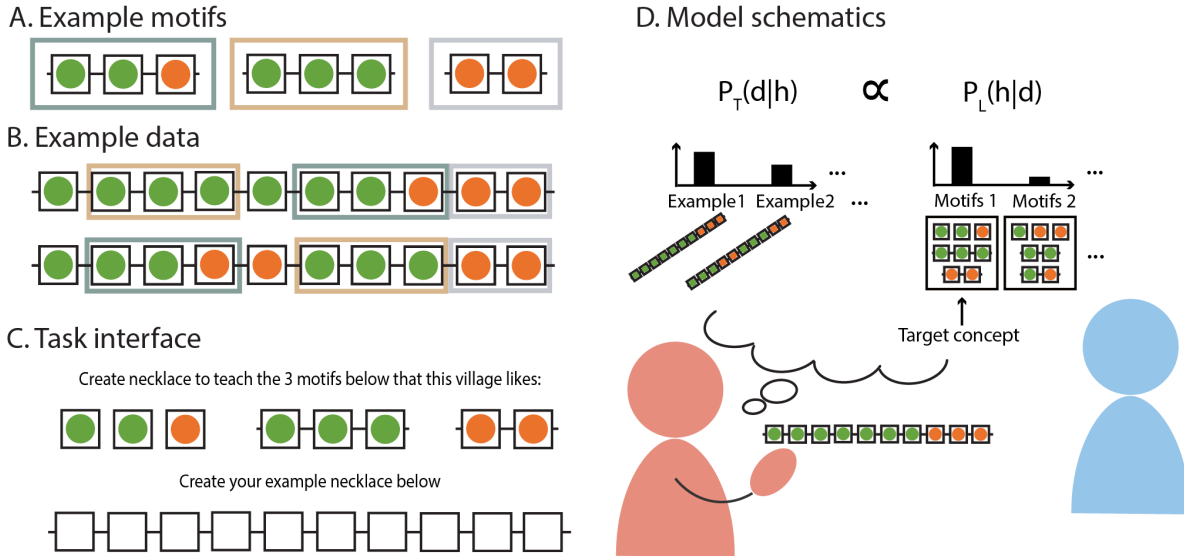 A. Example motifs
B. Example data
C. Task interface
Create necklace to teach the 3 motifs below that this village likes:
Create your example necklace below
D. Model schematics
P_T(d|h) ∝ P_L(h|d)
... ...
Example1 Example2 ... Motifs 1 Motifs 2
...
Target concept